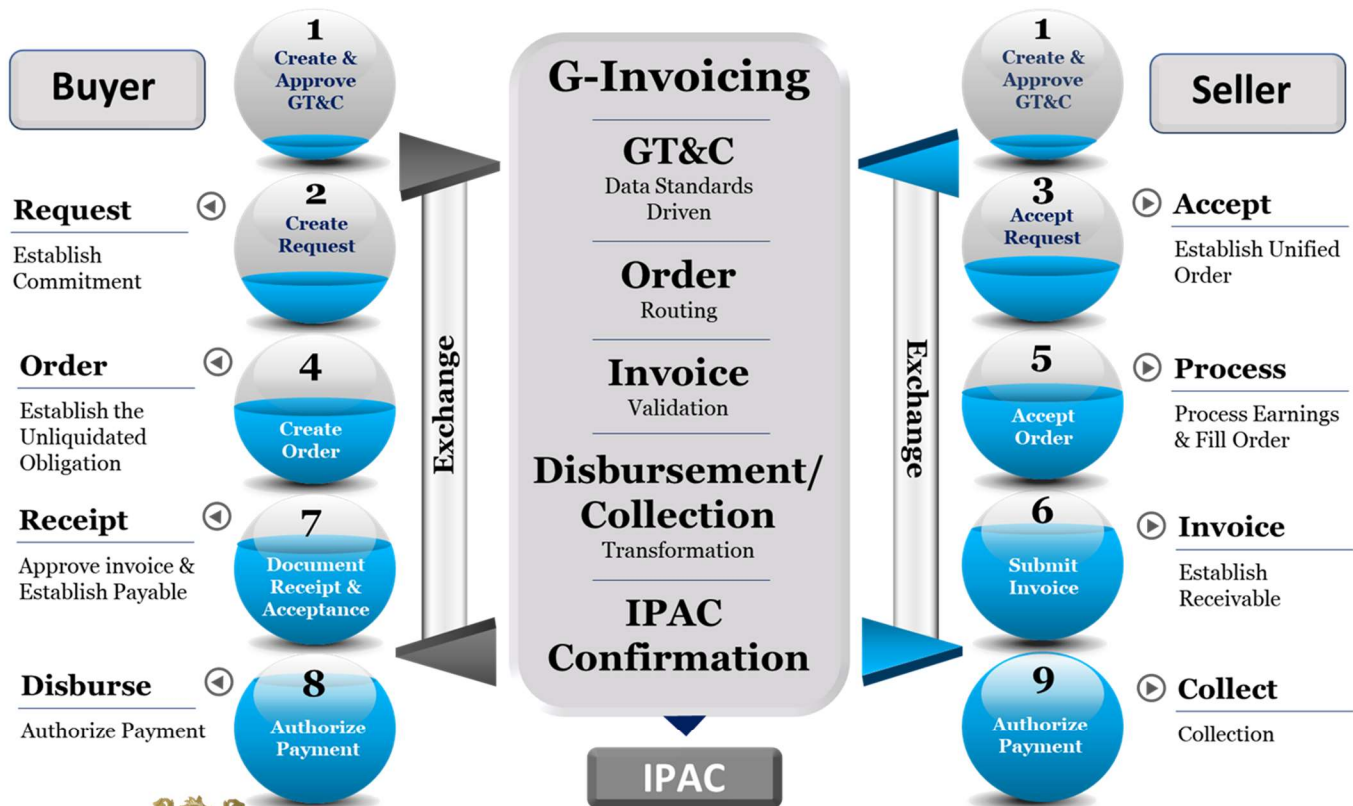 Buyer
1
Create &
Approve
GT&C
Request
Establish
Commitment
2
Create
Request
Order
Establish the
Unliquidated
Obligation
4
Create
Order
Receipt
Approve invoice &
Establish Payable
7
Document
Receipt &
Acceptance
Disburse
Authorize Payment
8
Authorize
Payment
Exchange
G-Invoicing
GT&C
Data Standards
Driven
Order
Routing
Invoice
Validation
Disbursement/
Collection
Transformation
IPAC
Confirmation
IPAC
Exchange
1
Create &
Approve
GT&C
Seller
3
Accept
Request
Accept
Establish Unified
Order
5
Accept
Order
Process
Process Earnings
& Fill Order
6
Submit
Invoice
Invoice
Establish
Receivable
9
Authorize
Payment
Collect
Collection